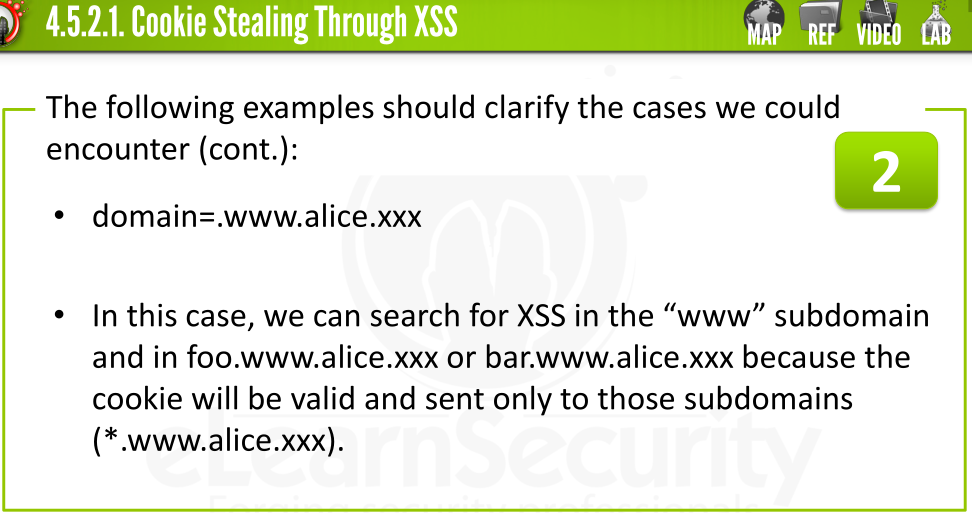 4.5.2.1. Cookie Stealing Through XSS
MAP REF VIDEO LAB
The following examples should clarify the cases we could
encounter (cont.):
2
• domain=.www.alice.xxx
• In this case, we can search for XSS in the “www” subdomain
and in foo.www.alice.xxx or bar.www.alice.xxx because the
cookie will be valid and sent only to those subdomains
(*.www.alice.xxx).
eLearnSecurity
Forging security professionals